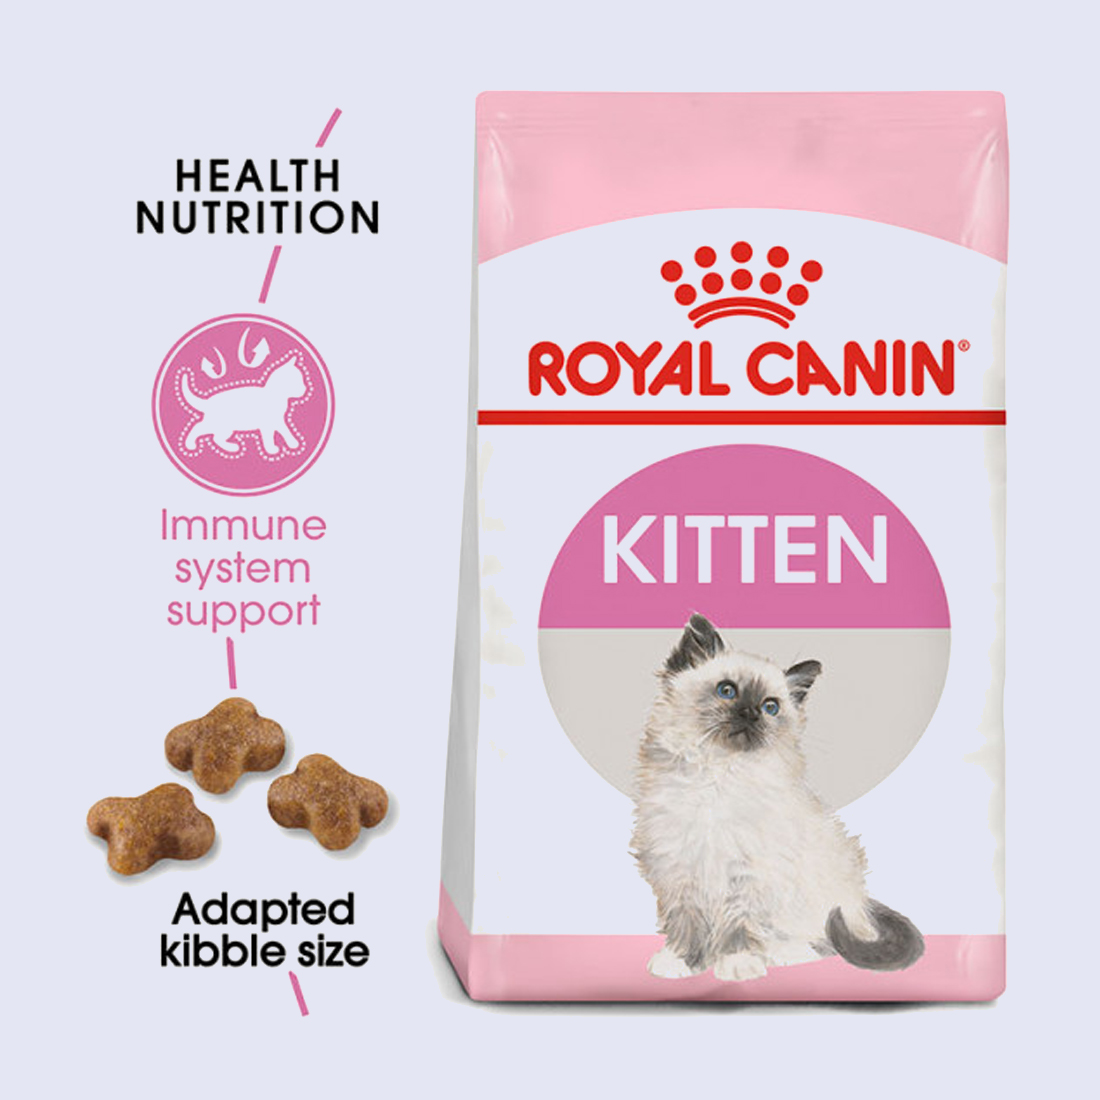 HEALTH
NUTRITION
Immune
system
support
Adapted
kibble size
ROYAL CANIN®
KITTEN